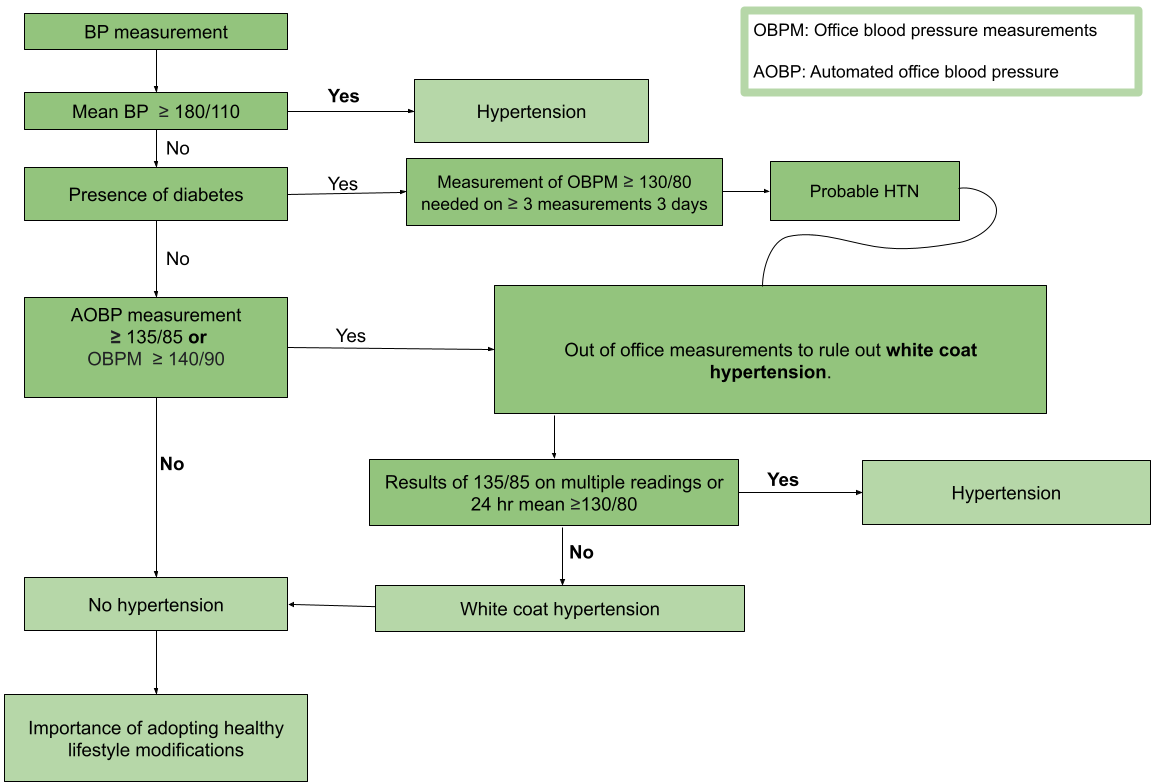 BP measurement
OBPM: Office blood pressure measurements
AOBP: Automated office blood pressure
Mean BP ≥ 180/110
Yes
Hypertension
No
Presence of diabetes
Yes
Measurement of OBPM ≥ 130/80
needed on ≥ 3 measurements 3 days
Probable HTN
No
AOBP measurement
≥ 135/85 or
OBPM ≥ 140/90
Yes
Out of office measurements to rule out white coat
hypertension.
No
Results of 135/85 on multiple readings or
24 hr mean ≥130/80
Yes
Hypertension
No
No hypertension
White coat hypertension
Importance of adopting healthy
lifestyle modifications